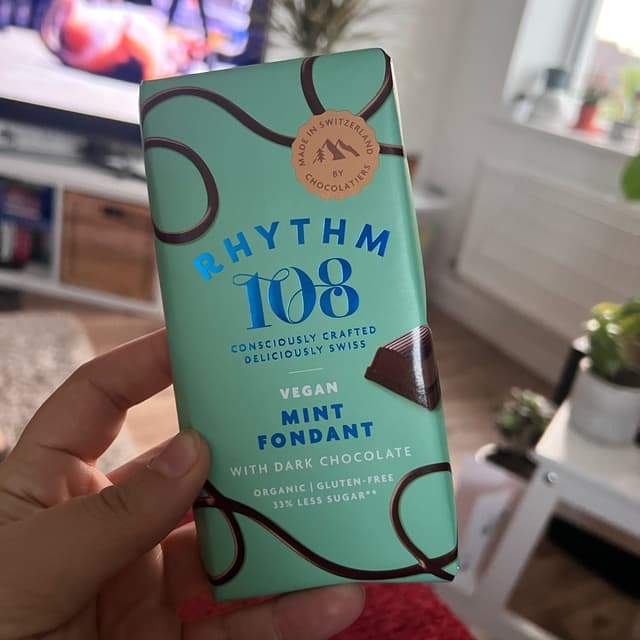 MADE IN SWITZERLAND
BY
CHOCOLATIERS
RHYTHM
108
CONSCIOUSLY CRAFTED
DELICIOUSLY SWISS
VEGAN
MINT
FONDANT
WITH DARK CHOCOLATE
ORGANIC | GLUTEN-FREE
33% LESS SUGAR**